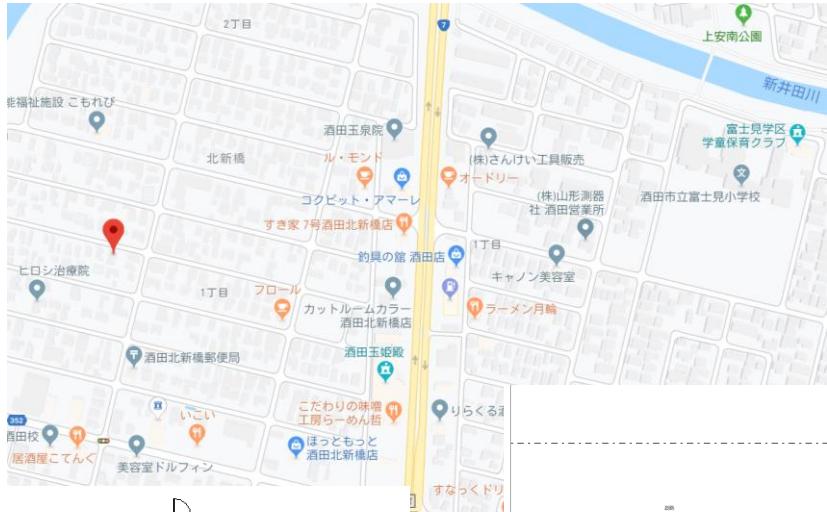 2丁目
7
上安南公園
新井田川
能福祉施設 こもれび
酒田玉泉院
富士見学区
学童保育クラブ
北新橋
ル・モンド
(株)さんけい工具販売
オードリー
コクピット・アマーレ
(株)山形測器
社 酒田営業所
酒田市立富士見小学校
文
すき家 7号酒田北新橋店
1丁目
釣具の館 酒田店
キャノン美容室
ヒロシ治療院
1丁目
フロール
カットルームカラー
酒田北新橋店
ラーメン月輪
酒田北新橋郵便局
酒田玉姫殿
いこい
こだわりの味噌
工房らーめん哲
りらくる酒
352
酒田校
居酒屋こてんぐ
美容室ドルフィン
ほっともっと
酒田北新橋店
すなっくドリ